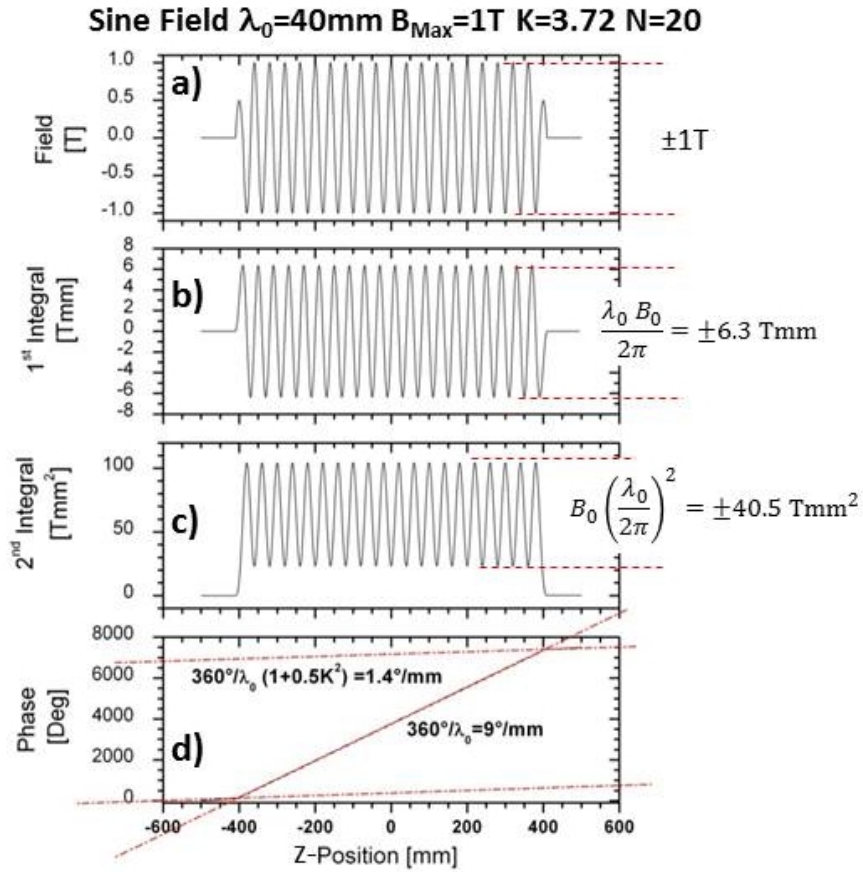 Sine Field λ₀=40mm B_Max=1T K=3.72 N=20
a)
Field
[T]
1.0
0.5
0.0
-0.5
-1.0
±1T
b)
1st Integral
[Tmm]
8
6
4
2
0
-2
-4
-6
-8
λ₀ B₀ / 2π = ±6.3 Tmm
c)
2nd Integral
[Tmm²]
100
50
0
B₀ (λ₀ / 2π)² = ±40.5 Tmm²
d)
Phase
[Deg]
8000
6000
4000
2000
0
360°/λ₀ (1+0.5K²) =1.4°/mm
360°/λ₀=9°/mm
-600 -400 -200 0 200 400 600
Z-Position [mm]